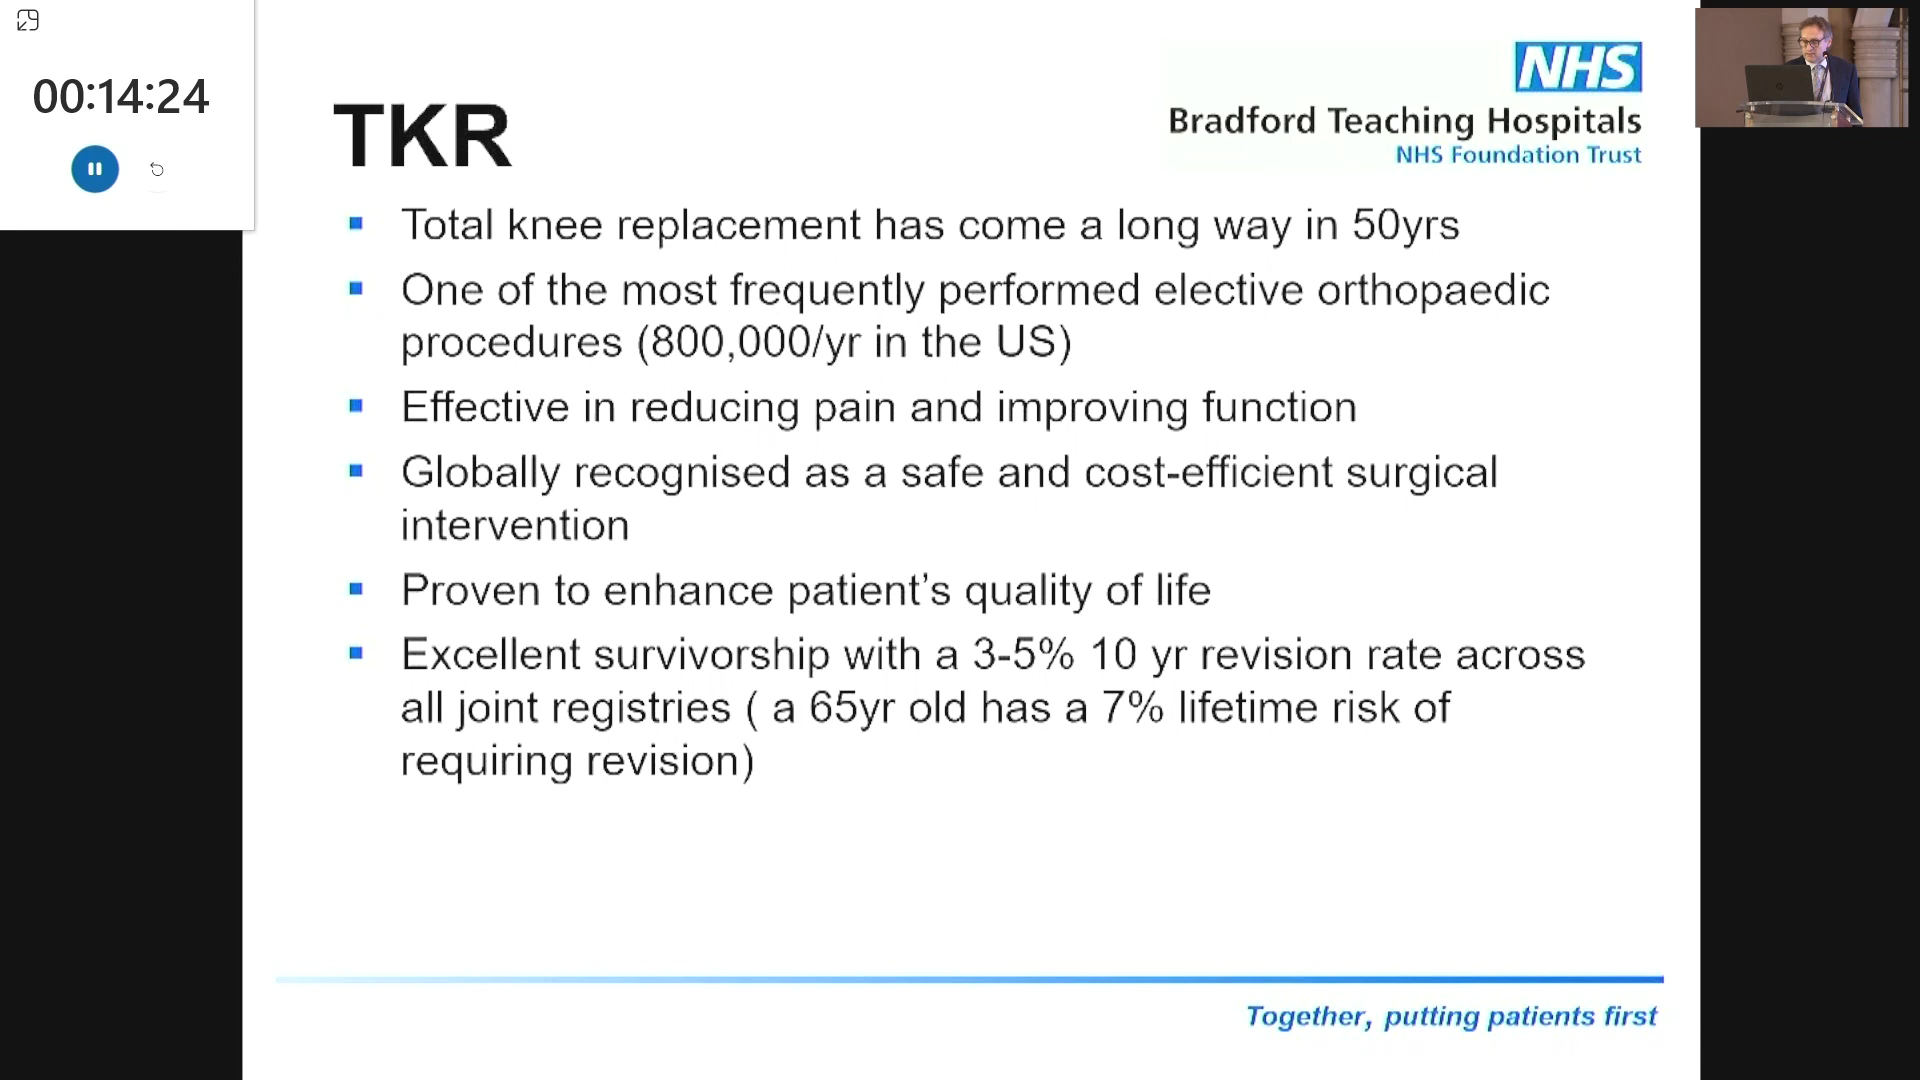 00:14:24
NHS
Bradford Teaching Hospitals
NHS Foundation Trust
TKR
Total knee replacement has come a long way in 50yrs
One of the most frequently performed elective orthopaedic
procedures (800,000/yr in the US)
Effective in reducing pain and improving function
Globally recognised as a safe and cost-efficient surgical
intervention
Proven to enhance patient’s quality of life
Excellent survivorship with a 3-5% 10 yr revision rate across
all joint registries ( a 65yr old has a 7% lifetime risk of
requiring revision)
Together, putting patients first